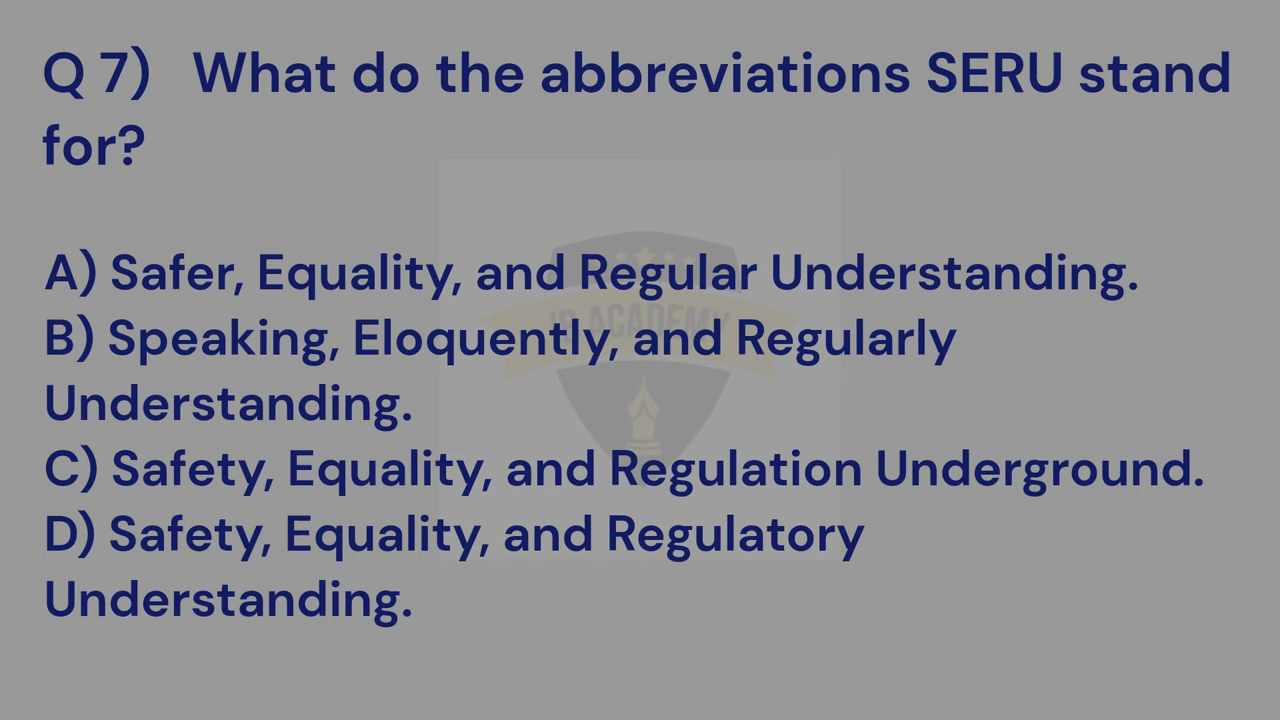 Q 7) What do the abbreviations SERU stand
for?
A) Safer, Equality, and Regular Understanding.
B) Speaking, Eloquently, and Regularly
Understanding.
C) Safety, Equality, and Regulation Underground.
D) Safety, Equality, and Regulatory
Understanding.